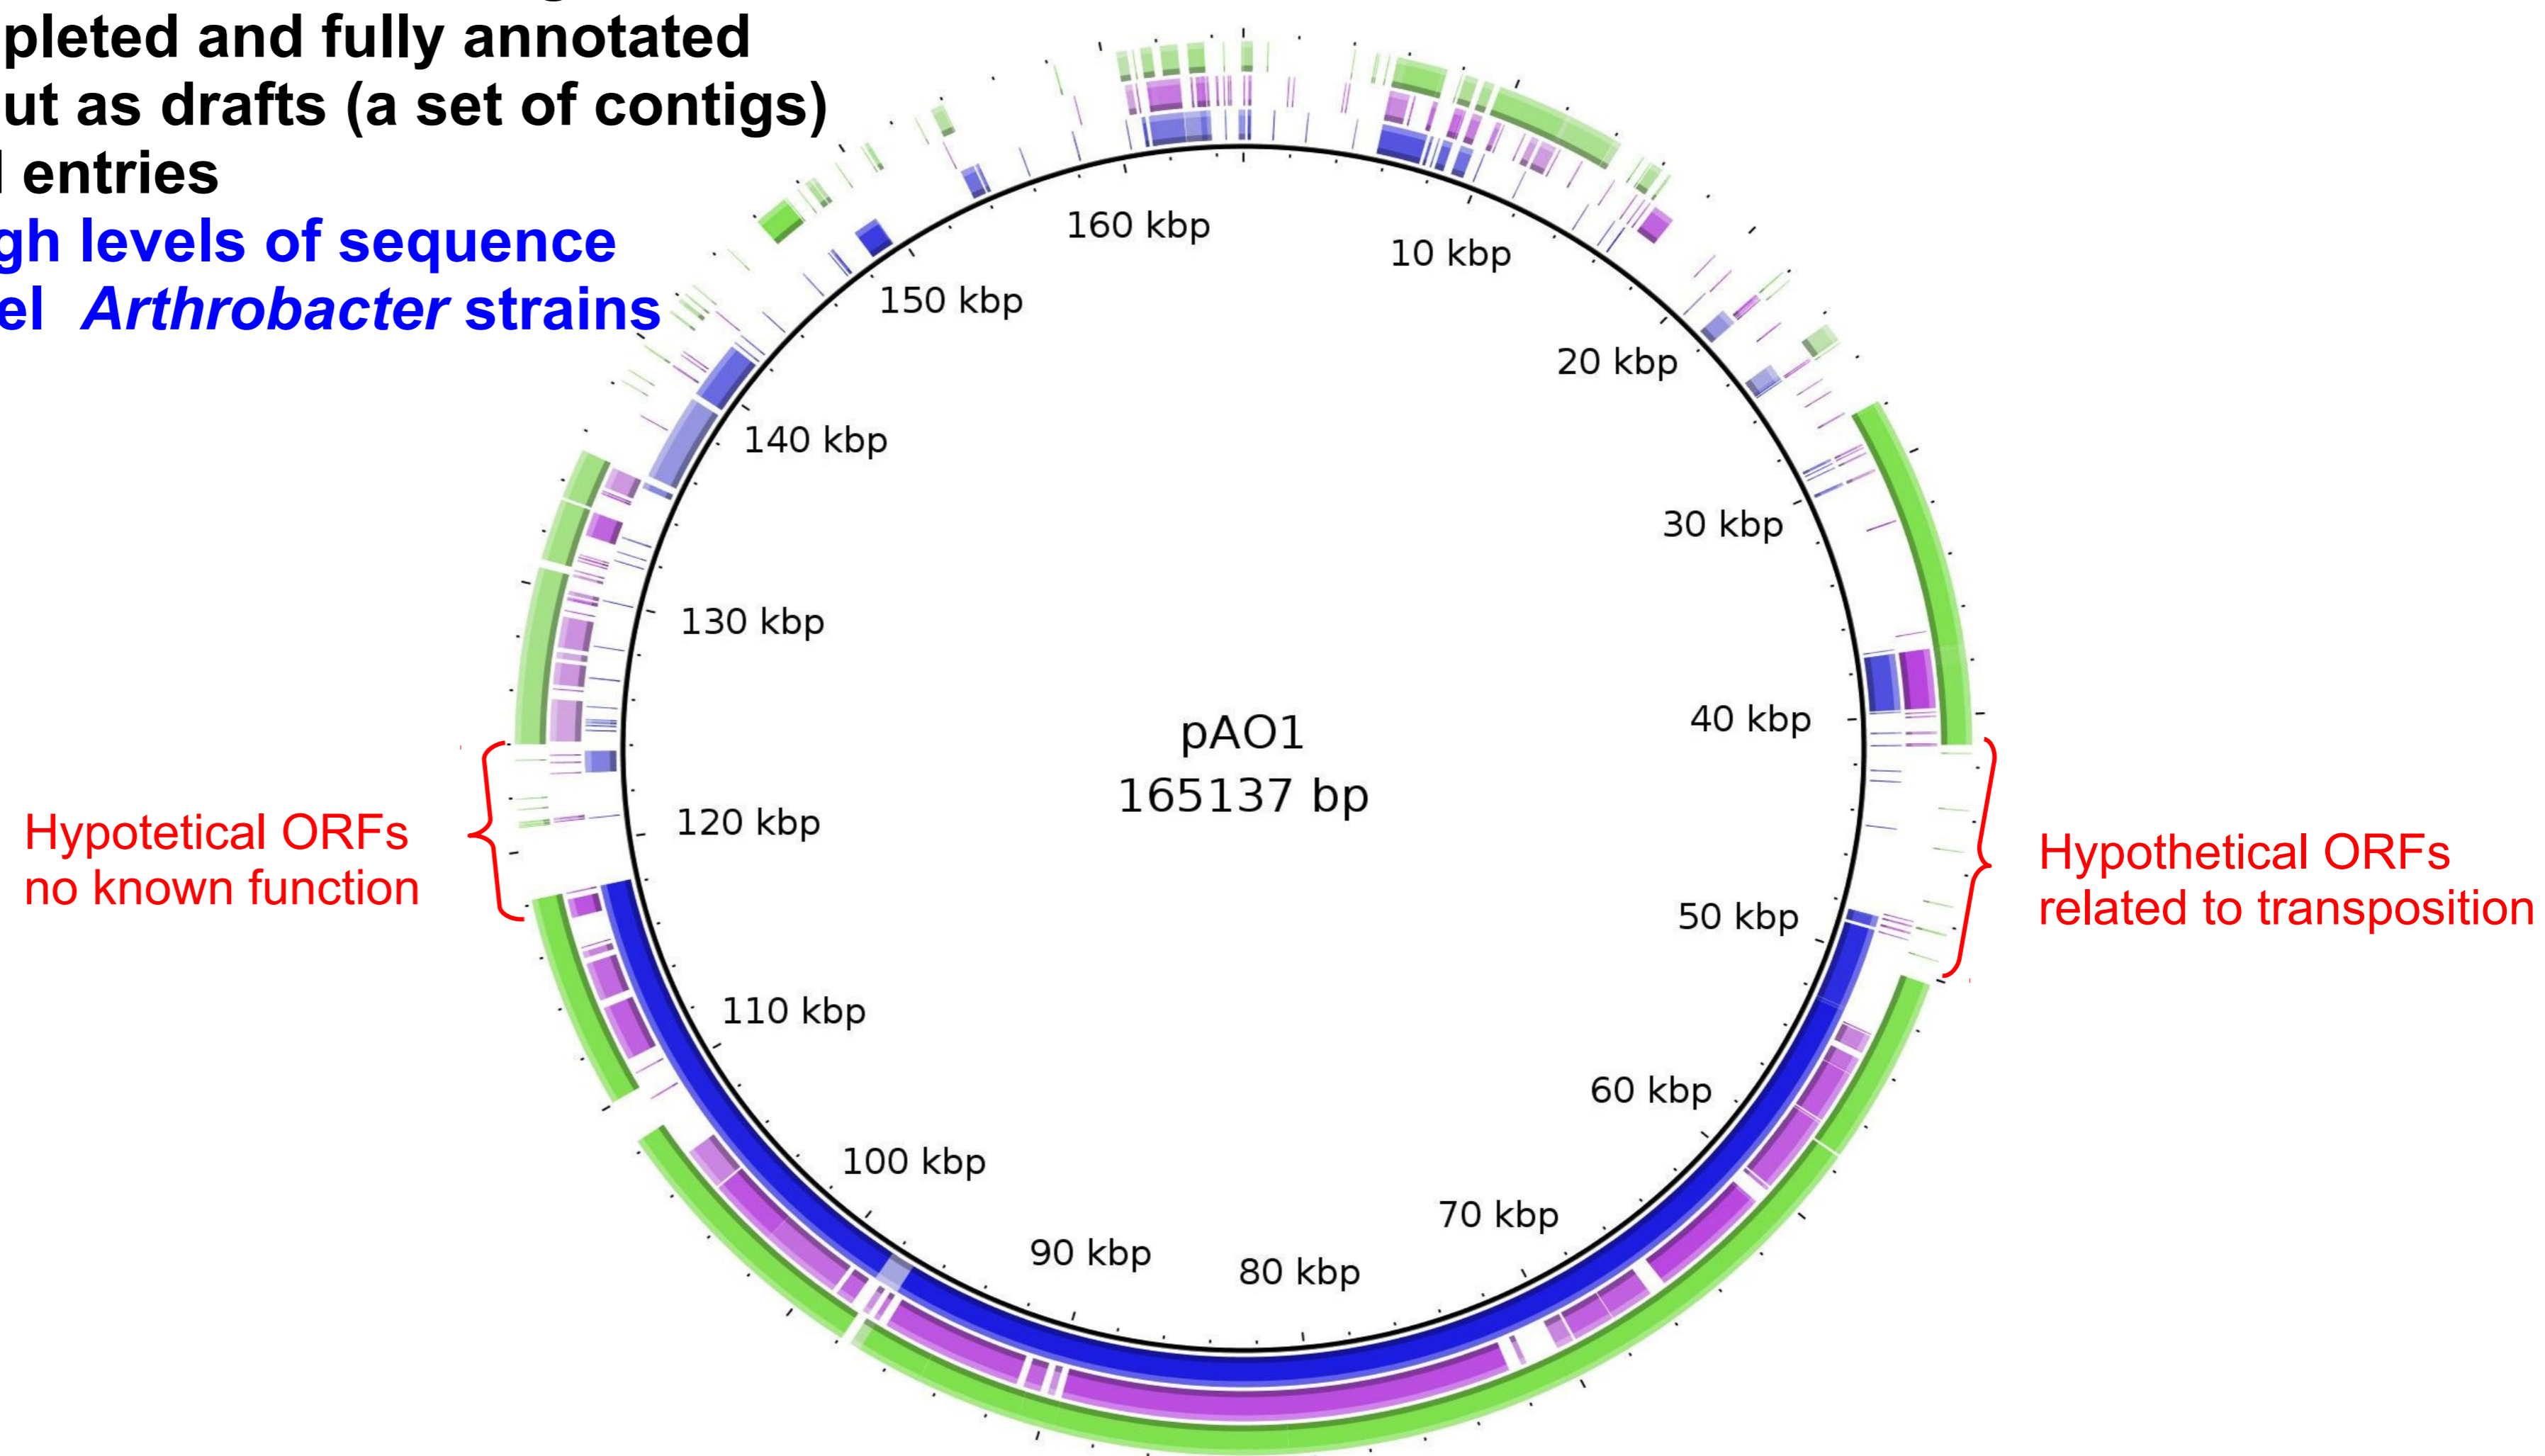 pleted and fully annotated
ut as drafts (a set of contigs)
entries
gh levels of sequence
el Arthrobacter strains
160 kbp
10 kbp
150 kbp
20 kbp
140 kbp
30 kbp
130 kbp
40 kbp
pAO1
165137 bp
120 kbp
50 kbp
Hypotetical ORFs
no known function
Hypothetical ORFs
related to transposition
110 kbp
60 kbp
100 kbp
70 kbp
90 kbp
80 kbp